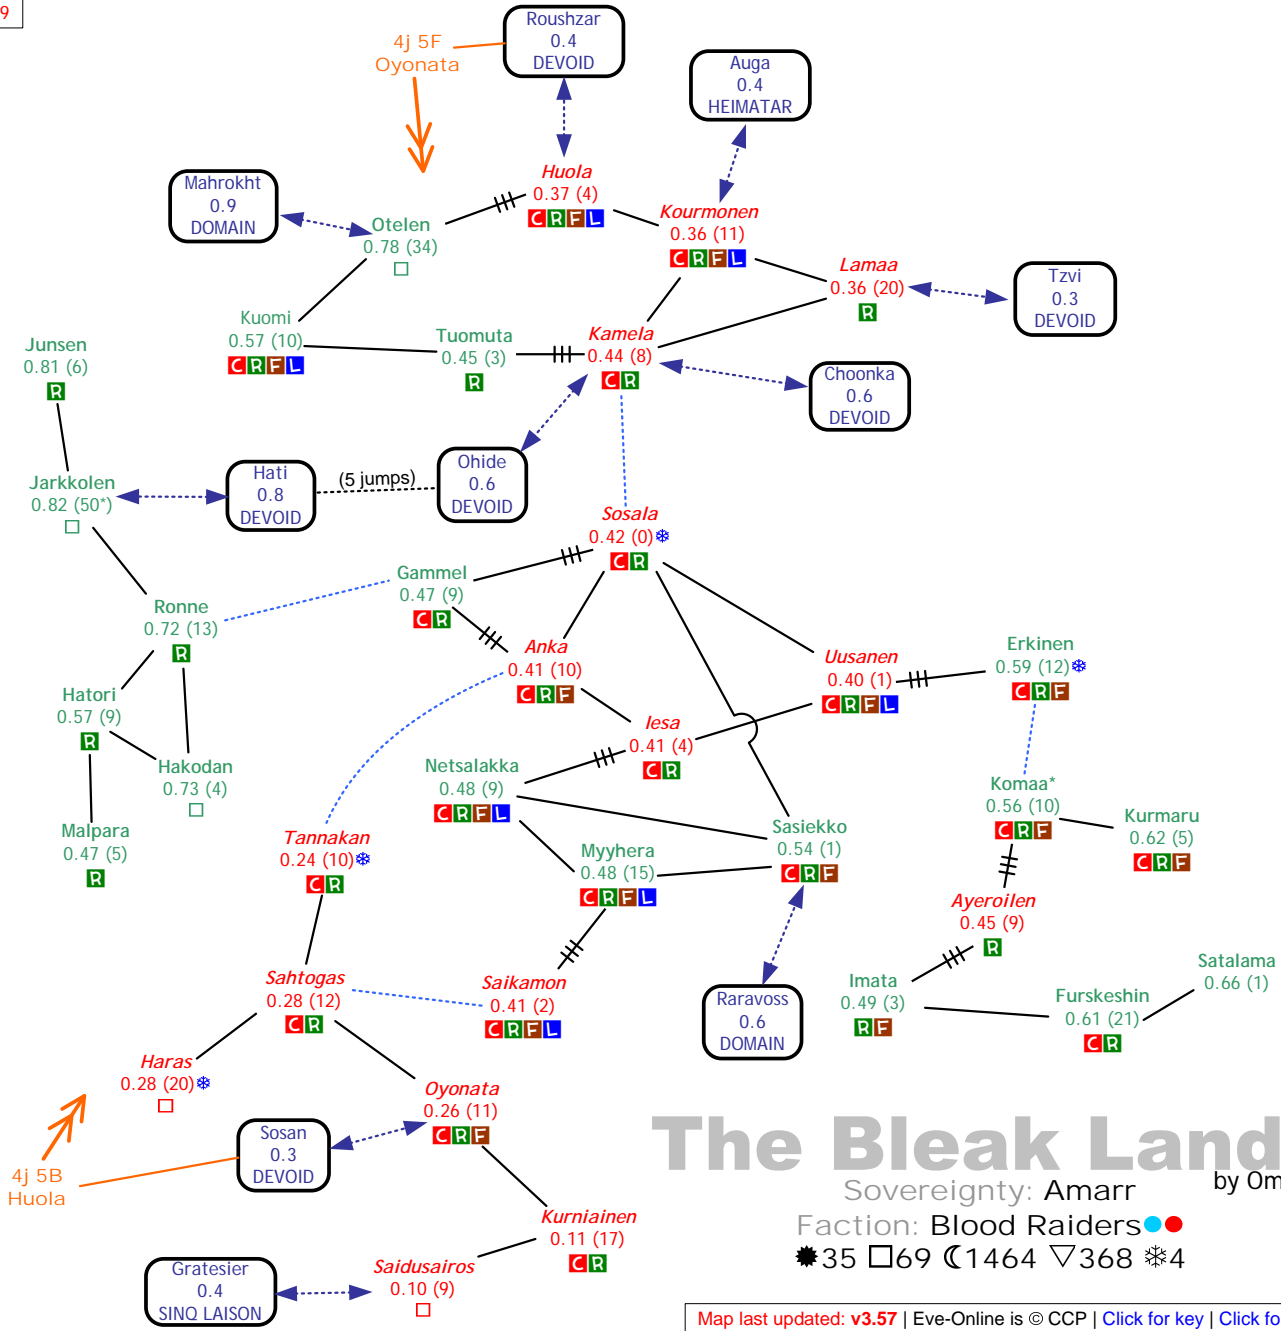 9
Roushzar
0.4
DEVOID
4j 5F
Oyonata
Auga
0.4
HEIMATAR
Mahrokht
0.9
DOMAIN
Huola
0.37 (4)
C R F L
Kourmonen
0.36 (11)
C R F L
Otelen
0.78 (34)
Lamaa
0.36 (20)
R
Tzvi
0.3
DEVOID
Kuomi
0.57 (10)
C R F L
Tuomuta
0.45 (3)
R
Kamela
0.44 (8)
C R
Junsen
0.81 (6)
R
Choonka
0.6
DEVOID
Jarkkolen
0.82 (50*)
Hati
0.8
DEVOID
(5 jumps)
Ohide
0.6
DEVOID
Sosala
0.42 (0)
C R
Gammel
0.47 (9)
C R
Ronne
0.72 (13)
R
Anka
0.41 (10)
C R F
Uusanen
0.40 (1)
C R F L
Erkinen
0.59 (12)
C R F
Hatori
0.57 (9)
R
Iesa
0.41 (4)
C R
Hakodan
0.73 (4)
Netsalakka
0.48 (9)
C R F L
Komaa*
0.56 (10)
C R F
Kurmaru
0.62 (5)
C R F
Malpara
0.47 (5)
R
Tannakan
0.24 (10)
C R
Myyhera
0.48 (15)
C R F L
Sasiekko
0.54 (1)
C R F
Ayeroilen
0.45 (9)
R
Satalama
0.66 (1)
Sahtogas
0.28 (12)
C R
Saikamon
0.41 (2)
C R F L
Raravoss
0.6
DOMAIN
Imata
0.49 (3)
R F
Furskeshin
0.61 (21)
C R
Haras
0.28 (20)
Oyonata
0.26 (11)
C R F
Sosan
0.3
DEVOID
4j 5B
Huola
The Bleak Land
by Om
Sovereignty: Amarr
Faction: Blood Raiders
35 69 1464 368 4
Kurniainen
0.11 (17)
C R
Saidusairos
0.10 (9)
Gratesier
0.4
SINQ LAISON
Map last updated: v3.57 | Eve-Online is © CCP | Click for key | Click fo